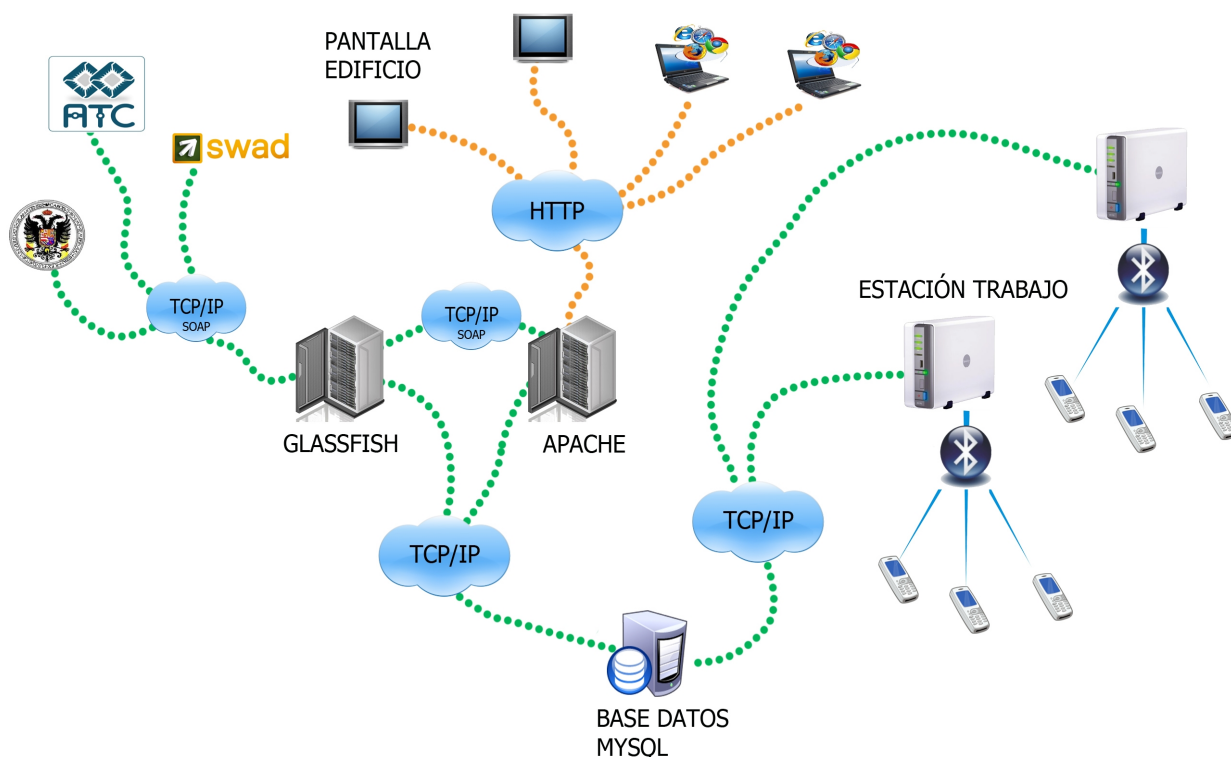 PANTALLA
EDIFICIO
ATC
swad
HTTP
TCP/IP
SOAP
TCP/IP
SOAP
ESTACIÓN TRABAJO
GLASSFISH
APACHE
TCP/IP
TCP/IP
BASE DATOS
MYSQL